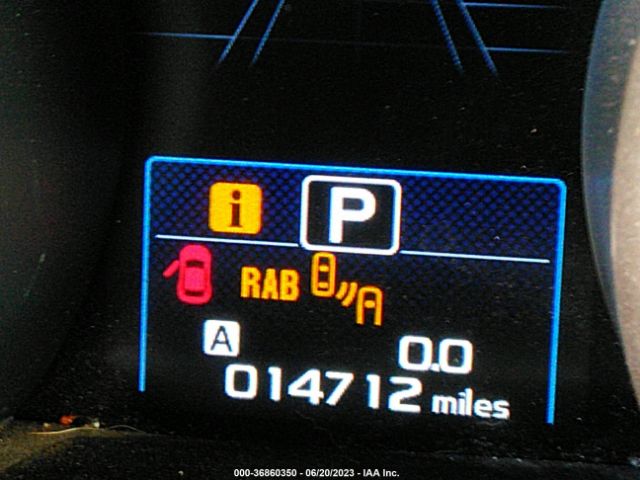 i P
RAB
A 0.0
014712 miles
000-36860350 - 06/20/2023 - IAA Inc.